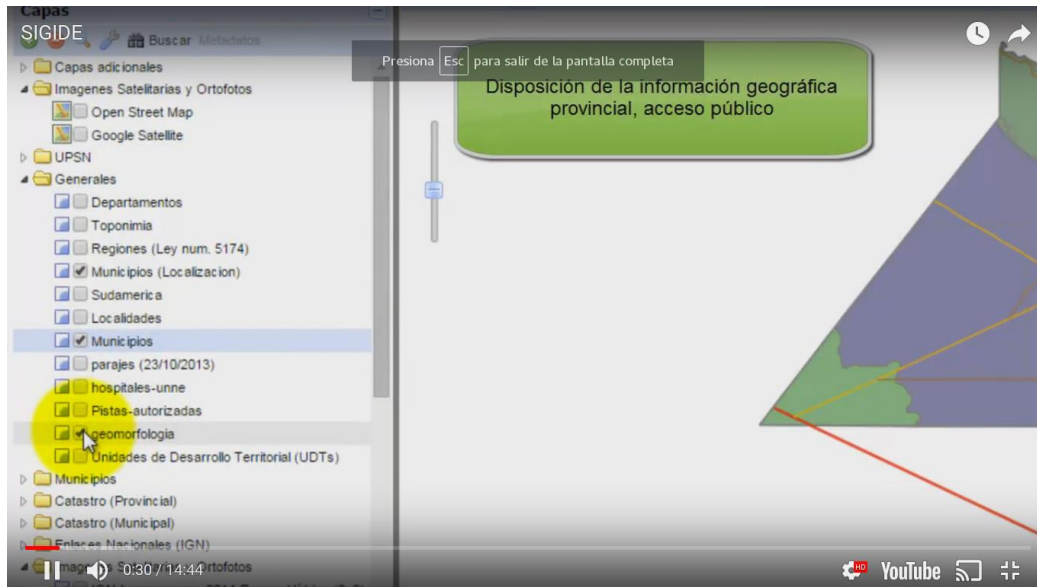 Capas
SIGIDE
Buscar Metadatos
Presiona Esc para salir de la pantalla completa
Capas adicionales
Imagenes Satelitarias y Ortofotos
Open Street Map
Google Satellite
UPSN
Generales
Departamentos
Toponimia
Regiones (Ley num. 5174)
Municipios (Localizacion)
Sudamerica
Localidades
Municipios
parajes (23/10/2013)
hospitales-unne
Pistas-autorizadas
geomorfologia
Unidades de Desarrollo Territorial (UDTs)
Municipios
Catastro (Provincial)
Catastro (Municipal)
Enlaces Nacionales (IGN)
Disposición de la información geográfica
provincial, acceso público
0:30 / 14:44
HD
YouTube